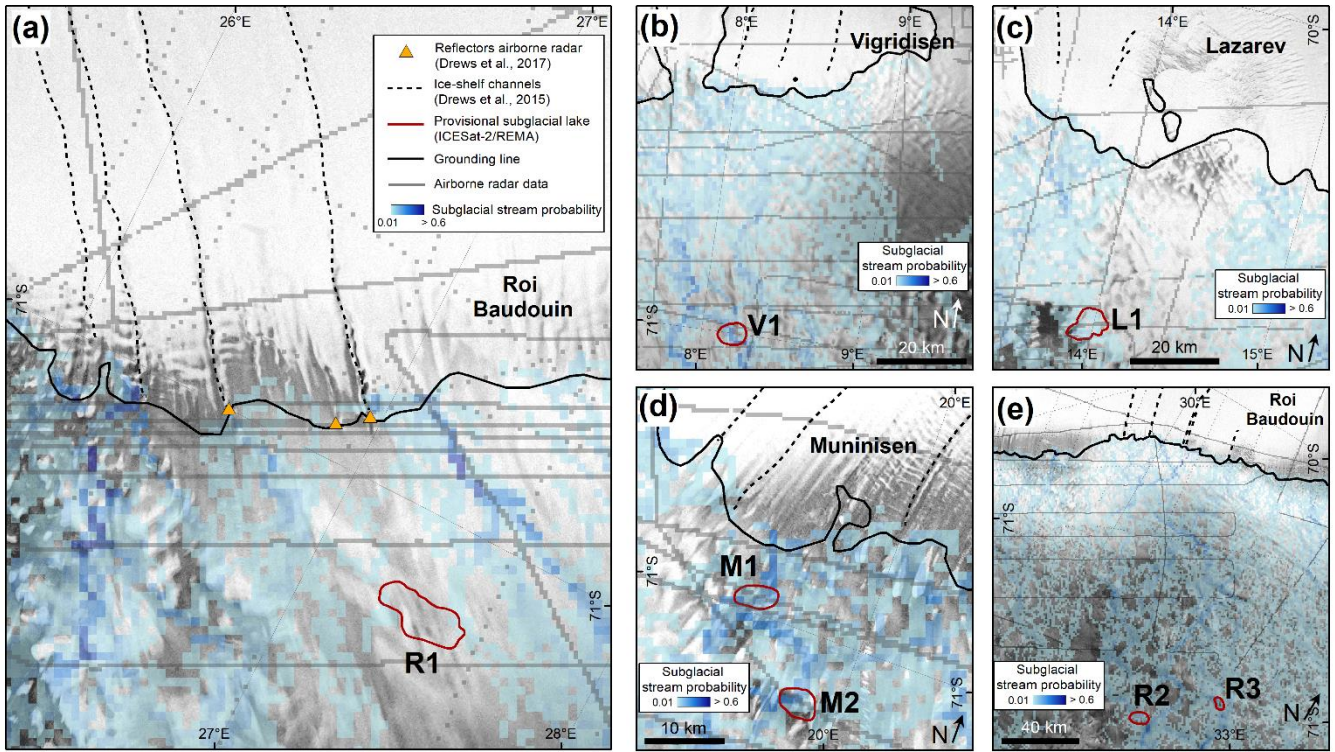 (a)
26°E
27°E
Reflectors airborne radar
(Drews et al., 2017)
Ice-shelf channels
(Drews et al., 2015)
Provisional subglacial lake
(ICESat-2/REMA)
Grounding line
Airborne radar data
Subglacial stream probability
0.01 > 0.6
71°S
Roi
Baudouin
71°S
R1
27°E
28°E
(b)
8°E
9°E
Vigridisen
Subglacial
stream probability
0.01 > 0.6
71°S
V1
N
8°E
9°E
20 km
(c)
14°E
70°S
Lazarev
Subglacial
stream probability
0.01 > 0.6
71°S
L1
14°E
20 km
15°E
N
(d)
20°E
Muninisen
71°S
M1
Subglacial
stream probability
0.01 > 0.6
M2
71°S
10 km
20°E
N
(e)
30°E
Roi
Baudouin
70°S
71°S
Subglacial
stream probability
0.01 > 0.6
R2
R3
40 km
33°E
N
71°S